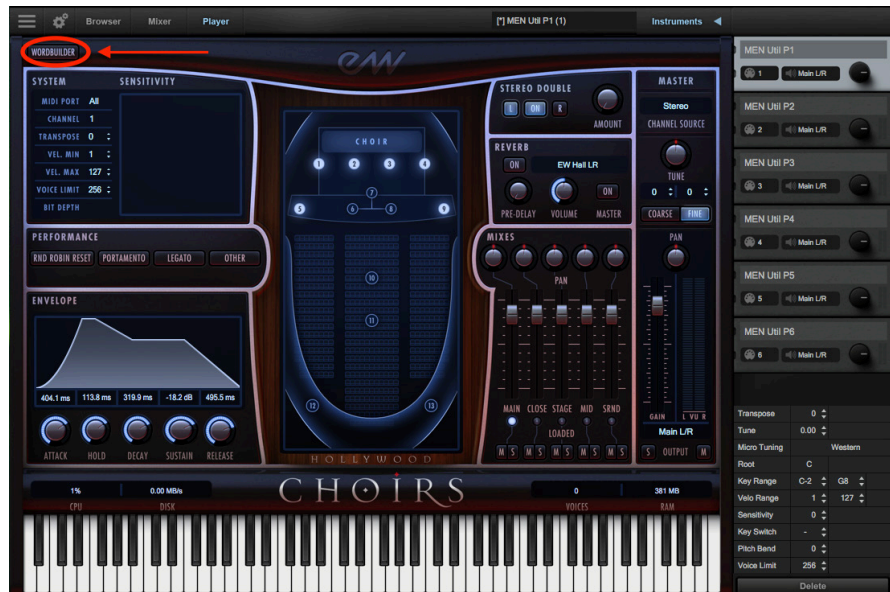 Browser Mixer Player [*] MEN Util P1 (1) Instruments
WORDBUILDER
EW
SYSTEM SENSITIVITY
MIDI PORT All
CHANNEL 1
TRANSPOSE 0
VEL. MIN 1
VEL. MAX 127
VOICE LIMIT 256
BIT DEPTH
PERFORMANCE
RND ROBIN RESET PORTAMENTO LEGATO OTHER
ENVELOPE
404.1 ms 113.8 ms 319.9 ms -18.2 dB 495.5 ms
ATTACK HOLD DECAY SUSTAIN RELEASE
CHOIR
1 2 3 4
7
5 6 8 9
10
11
12 13
HOLLYWOOD
STEREO DOUBLE
L ON R
AMOUNT
REVERB
ON EW Hall LR
ON
PRE-DELAY VOLUME MASTER
MIXES
PAN
MAIN CLOSE STAGE MID SRND
LOADED
M S M S M S M S M S
MASTER
Stereo
CHANNEL SOURCE
TUNE
0 0
COARSE FINE
PAN
GAIN L VU R
Main L/R
S OUTPUT M
1% 0.00 MB/s
CPU DISK
CHOIRS
0 381 MB
VOICES RAM
MEN Util P1
1 Main L/R
MEN Util P2
2 Main L/R
MEN Util P3
3 Main L/R
MEN Util P4
4 Main L/R
MEN Util P5
5 Main L/R
MEN Util P6
6 Main L/R
Transpose 0
Tune 0.00
Micro Tuning Western
Root C
Key Range C-2 G8
Velo Range 1 127
Sensitivity 0
Key Switch -
Pitch Bend 0
Voice Limit 256
Delete